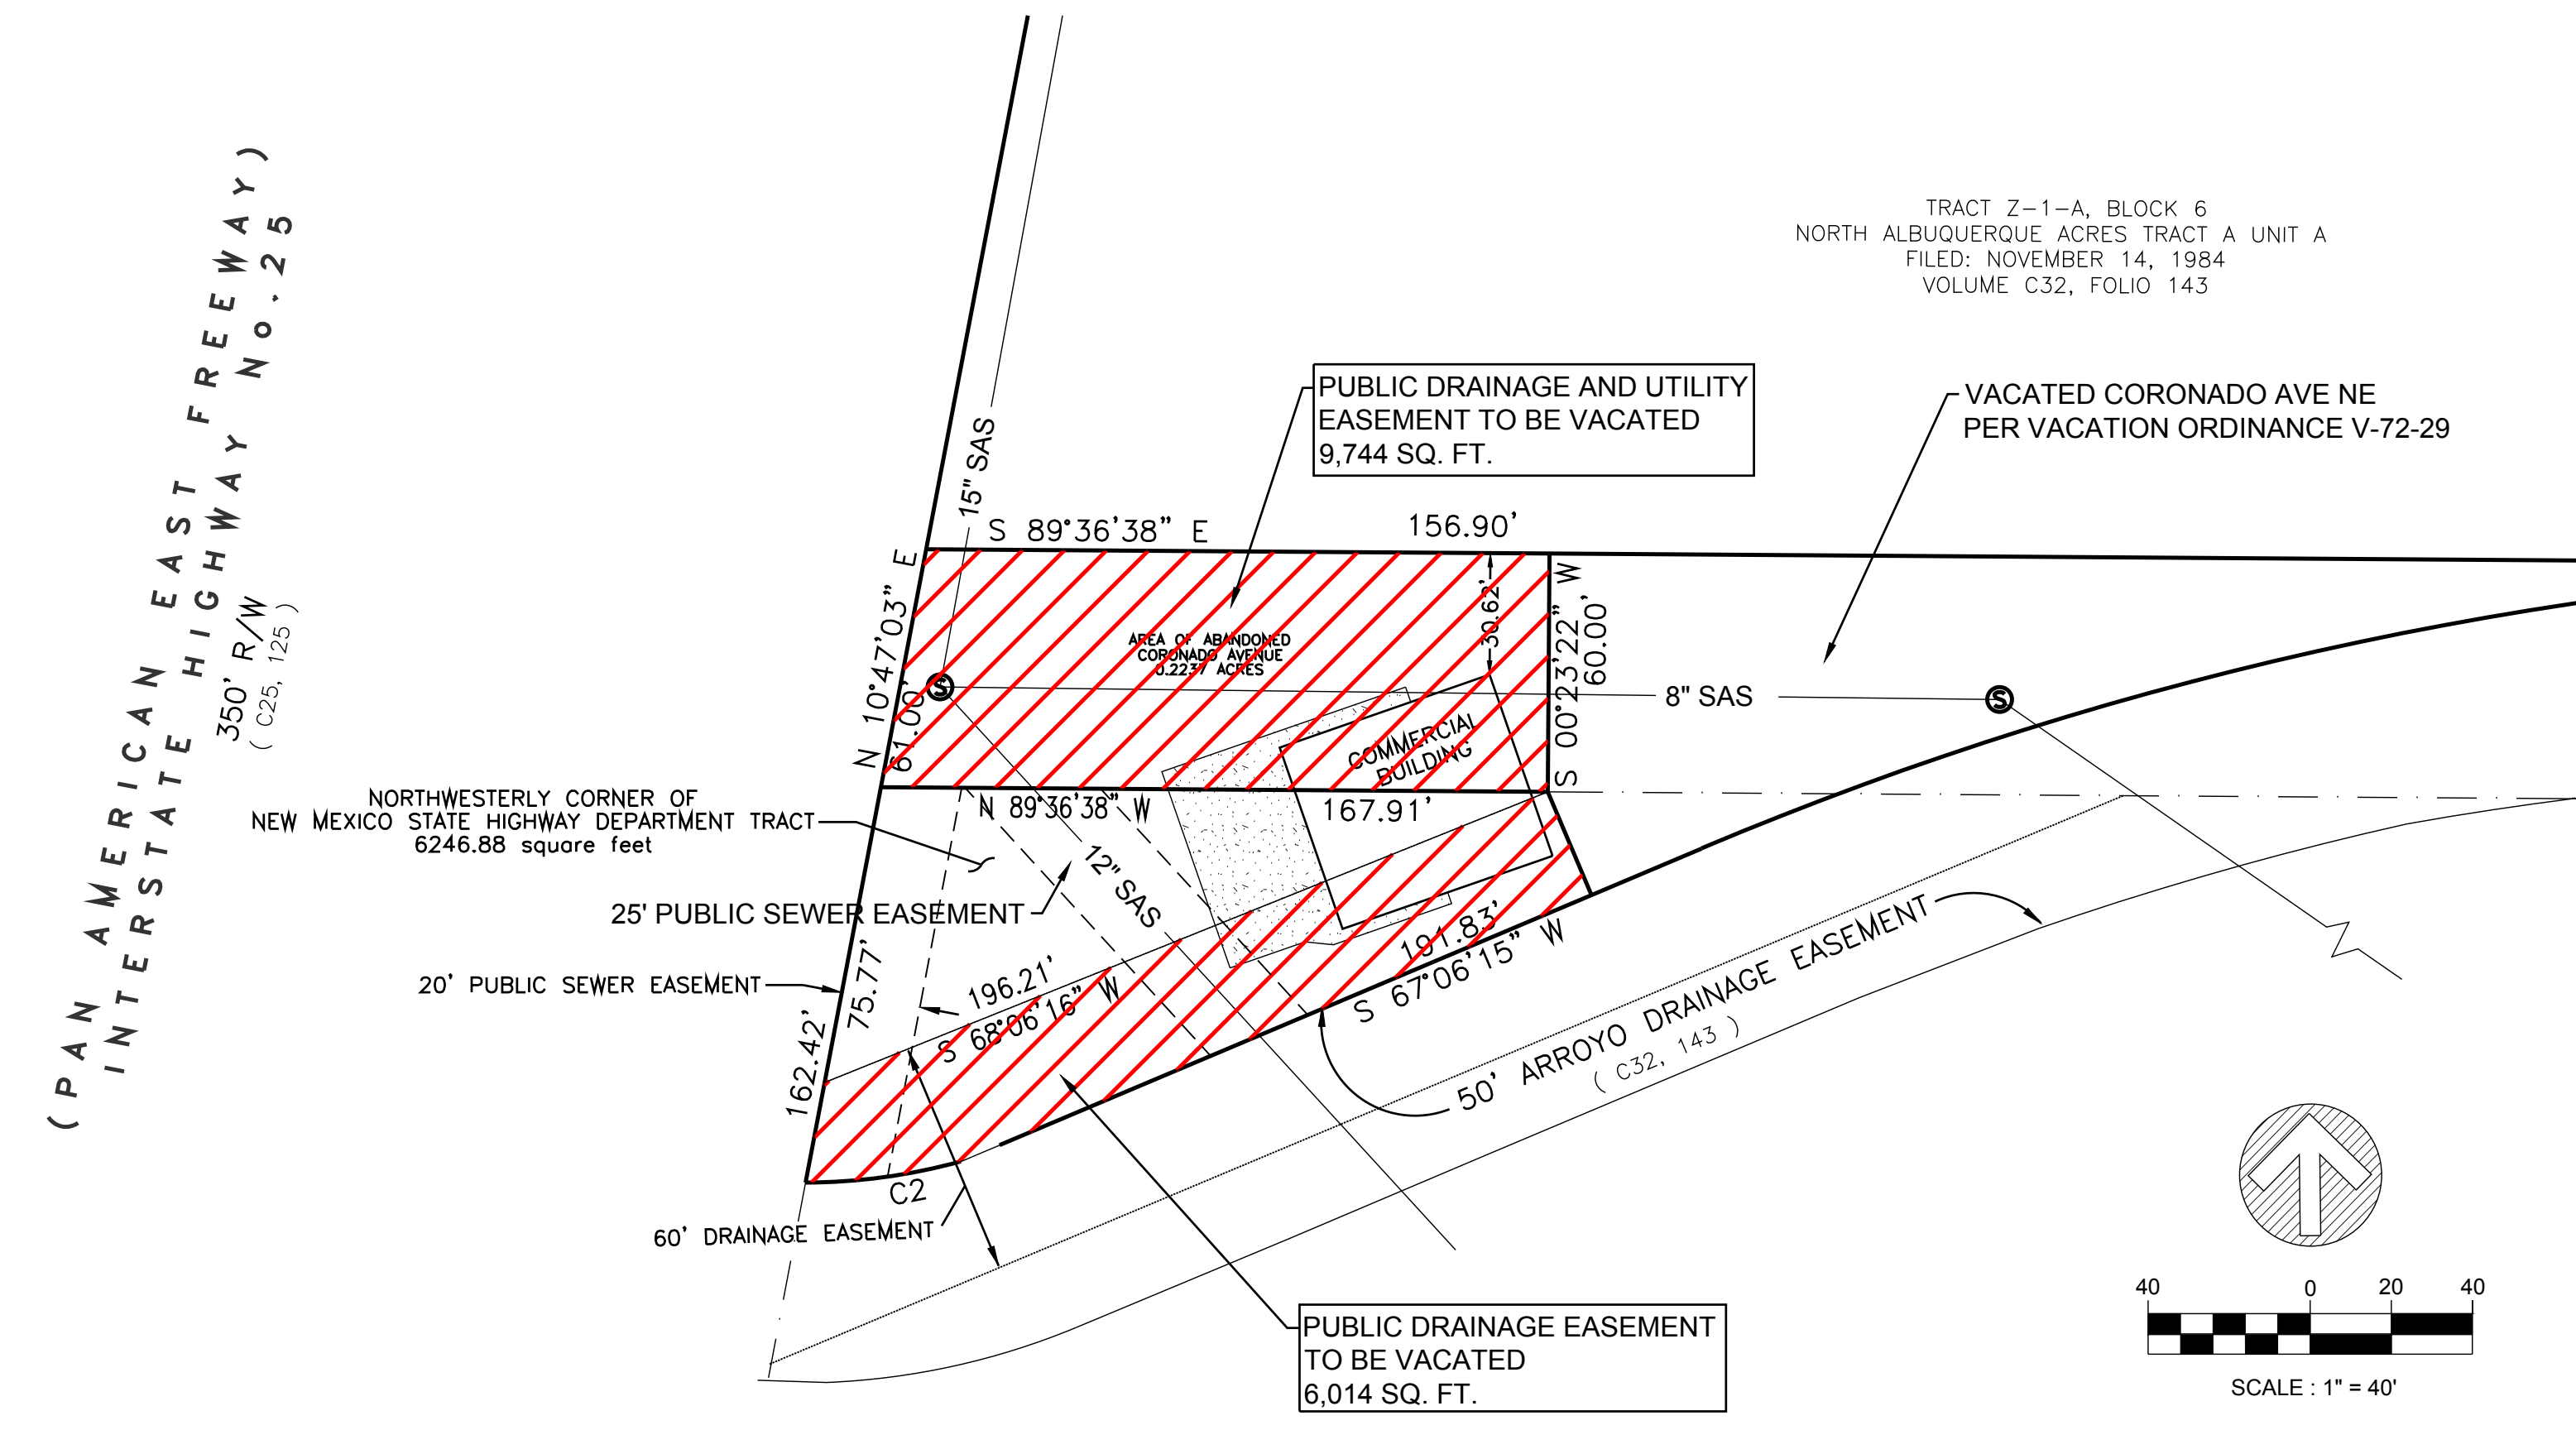 (PAN AMERICAN EAST FREEWAY)
INTERSTATE HIGHWAY No. 25
350' R/W
( C25, 125 )
TRACT Z-1-A, BLOCK 6
NORTH ALBUQUERQUE ACRES TRACT A UNIT A
FILED: NOVEMBER 14, 1984
VOLUME C32, FOLIO 143
PUBLIC DRAINAGE AND UTILITY
EASEMENT TO BE VACATED
9,744 SQ. FT.
VACATED CORONADO AVE NE
PER VACATION ORDINANCE V-72-29
15" SAS
S 89°36'38" E
156.90'
N 10°47'03" E
61.00'
AREA OF ABANDONED
CORONADO AVENUE
0.2237 ACRES
30.62'
S 00°23'22" W
60.00'
S
8" SAS
S
COMMERCIAL
BUILDING
N 89°36'38" W
167.91'
NORTHWESTERLY CORNER OF
NEW MEXICO STATE HIGHWAY DEPARTMENT TRACT
6246.88 square feet
12" SAS
25' PUBLIC SEWER EASEMENT
20' PUBLIC SEWER EASEMENT
75.77'
162.42'
196.21'
S 68°06'16" W
191.83'
S 67°06'15" W
50' ARROYO DRAINAGE EASEMENT
( C32, 143 )
C2
60' DRAINAGE EASEMENT
PUBLIC DRAINAGE EASEMENT
TO BE VACATED
6,014 SQ. FT.
40 0 20 40
SCALE : 1" = 40'